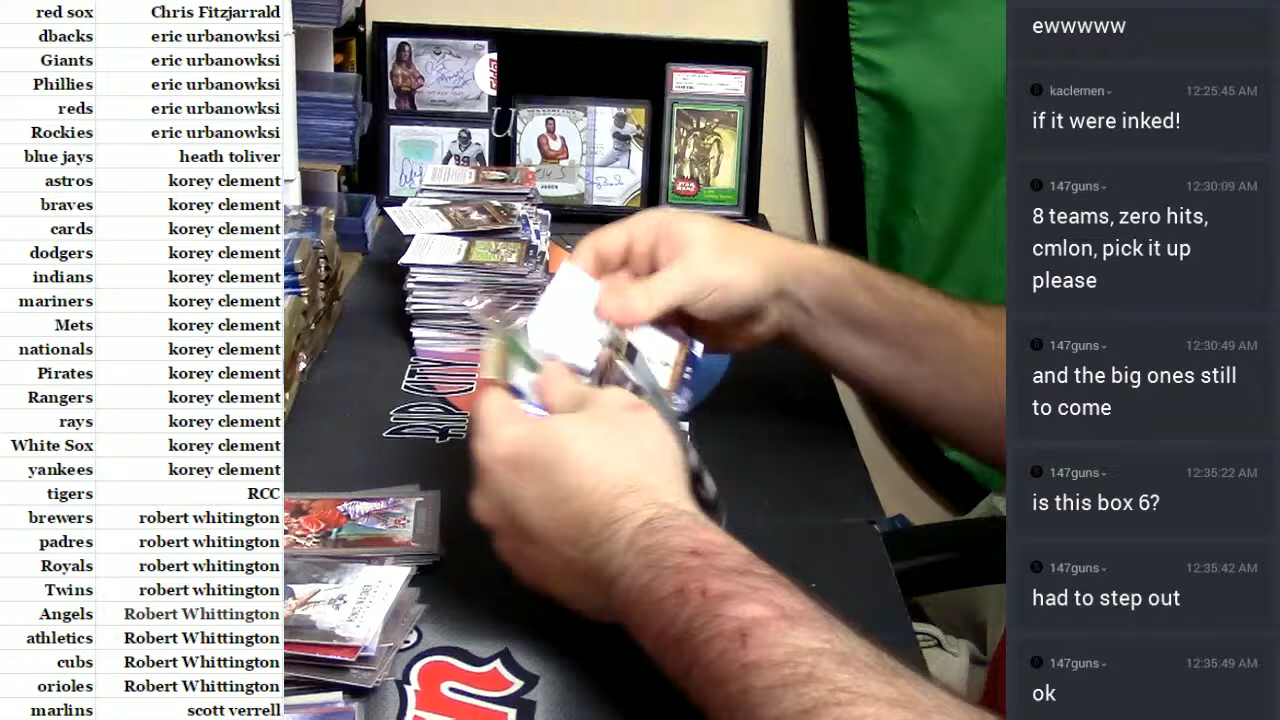 red sox Chris Fitzjarrald
dbacks eric urbanowksi
Giants eric urbanowksi
Phillies eric urbanowksi
reds eric urbanowksi
Rockies eric urbanowksi
blue jays heath toliver
astros korey clement
braves korey clement
cards korey clement
dodgers korey clement
indians korey clement
mariners korey clement
Mets korey clement
nationals korey clement
Pirates korey clement
Rangers korey clement
rays korey clement
White Sox korey clement
yankees korey clement
tigers RCC
brewers robert whitington
padres robert whitington
Royals robert whitington
Twins robert whitington
Angels Robert Whittington
athletics Robert Whittington
cubs Robert Whittington
orioles Robert Whittington
marlins scott verrell
U
99
STAR
WARS
RIP CITY
ewwwww
kaclemen 12:25:45 AM
if it were inked!
147guns 12:30:09 AM
8 teams, zero hits,
cmlon, pick it up
please
147guns 12:30:49 AM
and the big ones still
to come
147guns 12:35:22 AM
is this box 6?
147guns 12:35:42 AM
had to step out
147guns 12:35:49 AM
ok